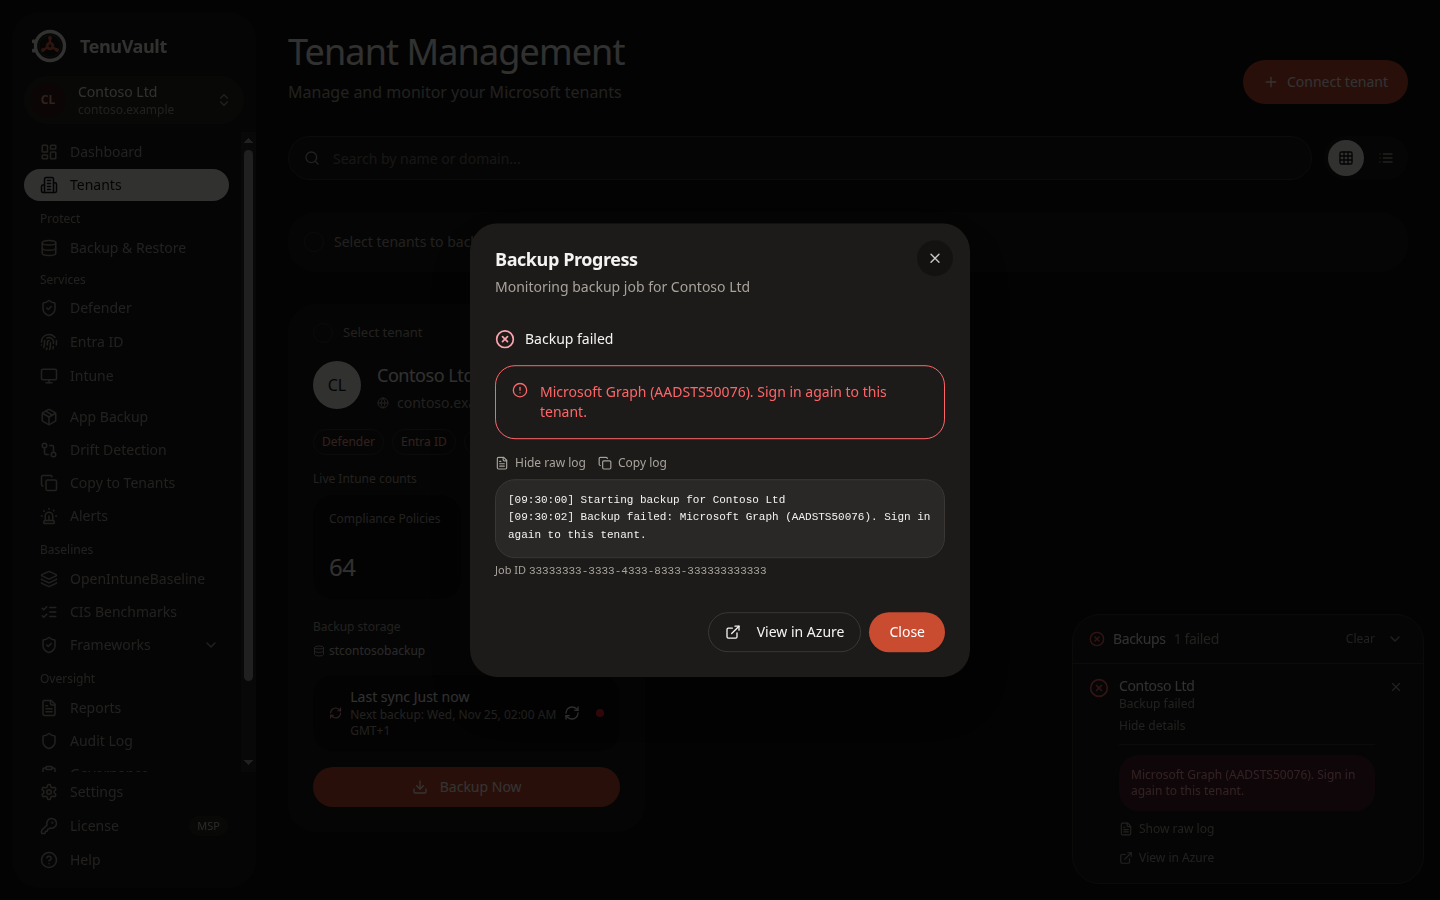 TenuVault
CL
Contoso Ltd
contoso.example
Dashboard
Tenants
Protect
Backup & Restore
Services
Defender
Entra ID
Intune
App Backup
Drift Detection
Copy to Tenants
Alerts
Baselines
OpenIntuneBaseline
CIS Benchmarks
Frameworks
Oversight
Reports
Audit Log
Settings
License MSP
Help
Tenant Management
Manage and monitor your Microsoft tenants
Connect tenant
Search by name or domain...
Select tenants to bac
Select tenant
CL
Contoso Ltd
contoso.exa
Defender Entra ID
Live Intune counts
Compliance Policies
64
Backup storage
stcontosobackup
Last sync Just now
Next backup: Wed, Nov 25, 02:00 AM
GMT+1
Backup Now
Backup Progress
Monitoring backup job for Contoso Ltd
Backup failed
Microsoft Graph (AADSTS50076). Sign in again to this
tenant.
Hide raw log Copy log
[09:30:00] Starting backup for Contoso Ltd
[09:30:02] Backup failed: Microsoft Graph (AADSTS50076). Sign in
again to this tenant.
Job ID 33333333-3333-4333-8333-333333333333
View in Azure Close
Backups 1 failed Clear
Contoso Ltd
Backup failed
Hide details
Microsoft Graph (AADSTS50076). Sign in
again to this tenant.
Show raw log
View in Azure